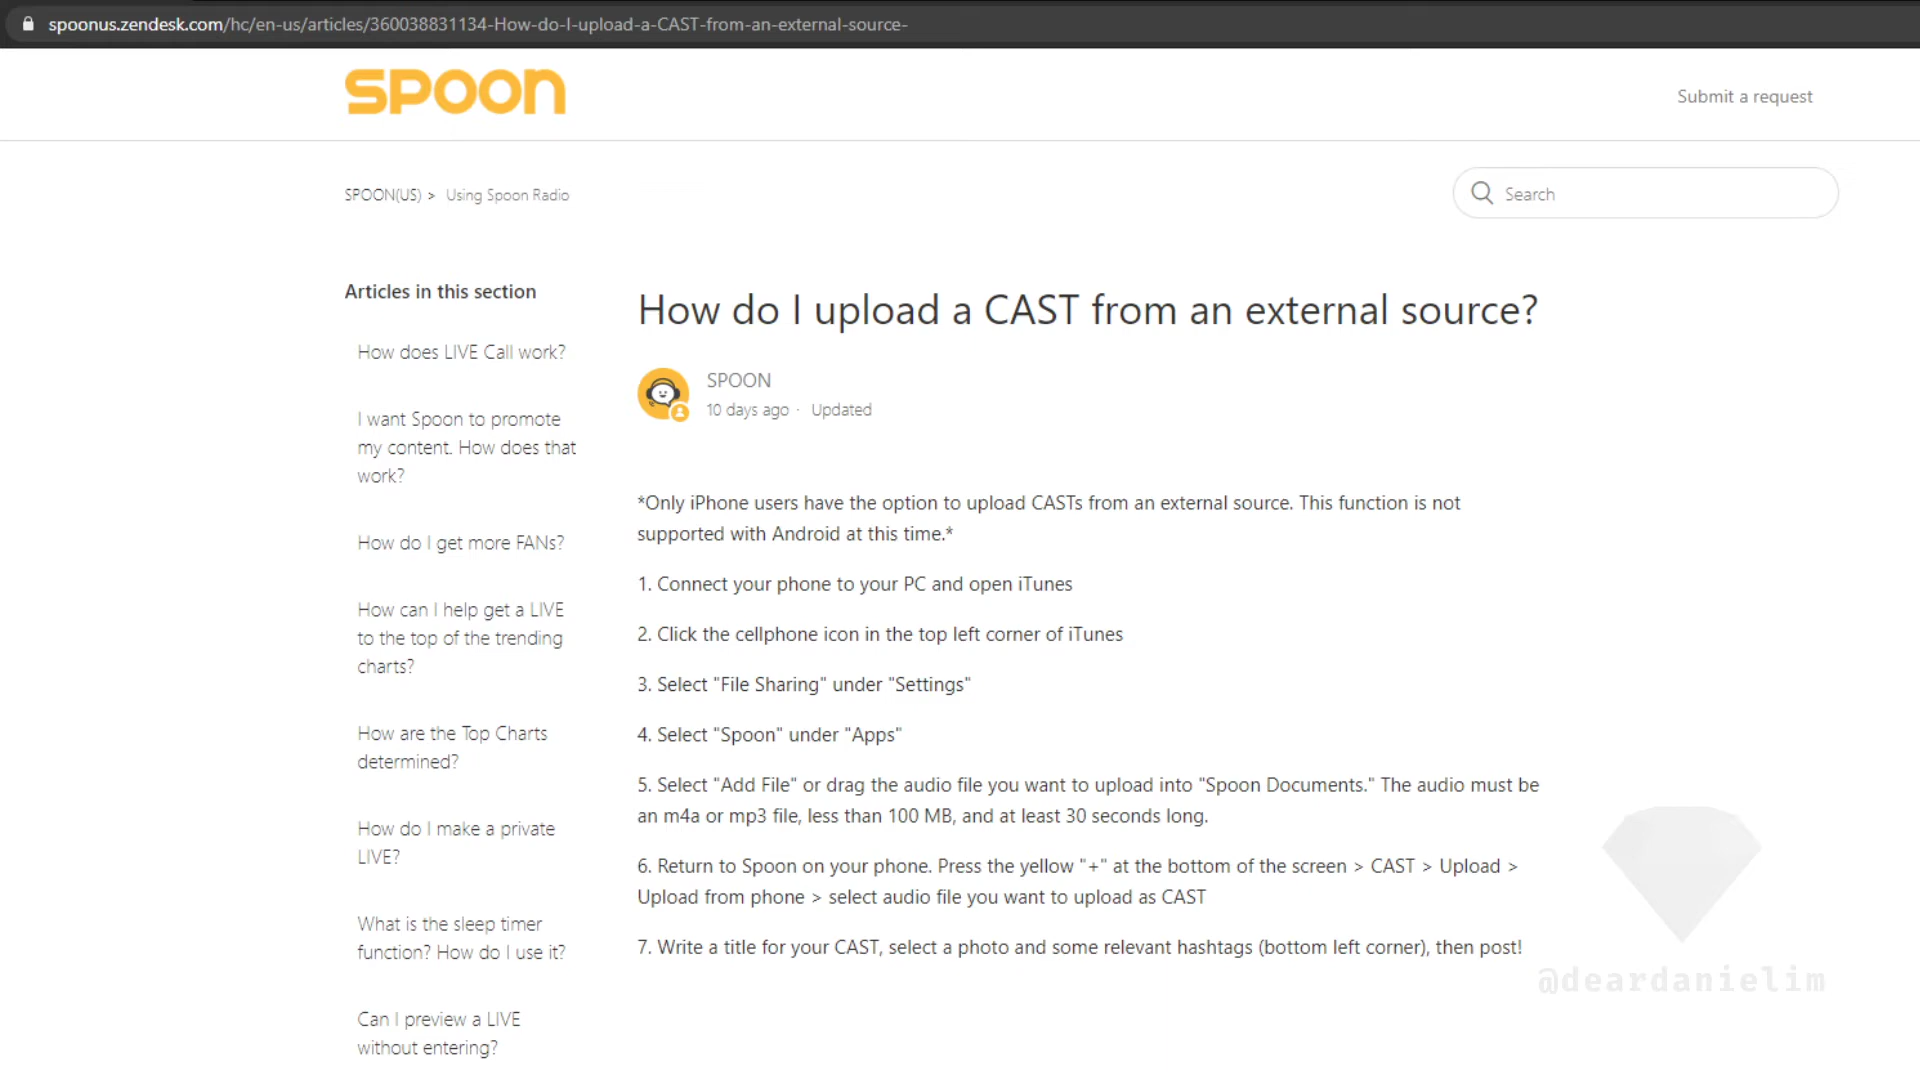 spoonus.zendesk.com/hc/en-us/articles/360038831134-How-do-I-upload-a-CAST-from-an-external-source-
spoon
Submit a request
SPOON(US) > Using Spoon Radio
Search
Articles in this section
How does LIVE Call work?
I want Spoon to promote
my content. How does that
work?
How do I get more FANs?
How can I help get a LIVE
to the top of the trending
charts?
How are the Top Charts
determined?
How do I make a private
LIVE?
What is the sleep timer
function? How do I use it?
Can I preview a LIVE
without entering?
How do I upload a CAST from an external source?
SPOON
10 days ago · Updated
*Only iPhone users have the option to upload CASTs from an external source. This function is not
supported with Android at this time.*
1. Connect your phone to your PC and open iTunes
2. Click the cellphone icon in the top left corner of iTunes
3. Select "File Sharing" under "Settings"
4. Select "Spoon" under "Apps"
5. Select "Add File" or drag the audio file you want to upload into "Spoon Documents." The audio must be
an m4a or mp3 file, less than 100 MB, and at least 30 seconds long.
6. Return to Spoon on your phone. Press the yellow "+" at the bottom of the screen > CAST > Upload >
Upload from phone > select audio file you want to upload as CAST
7. Write a title for your CAST, select a photo and some relevant hashtags (bottom left corner), then post!
@deardanielim